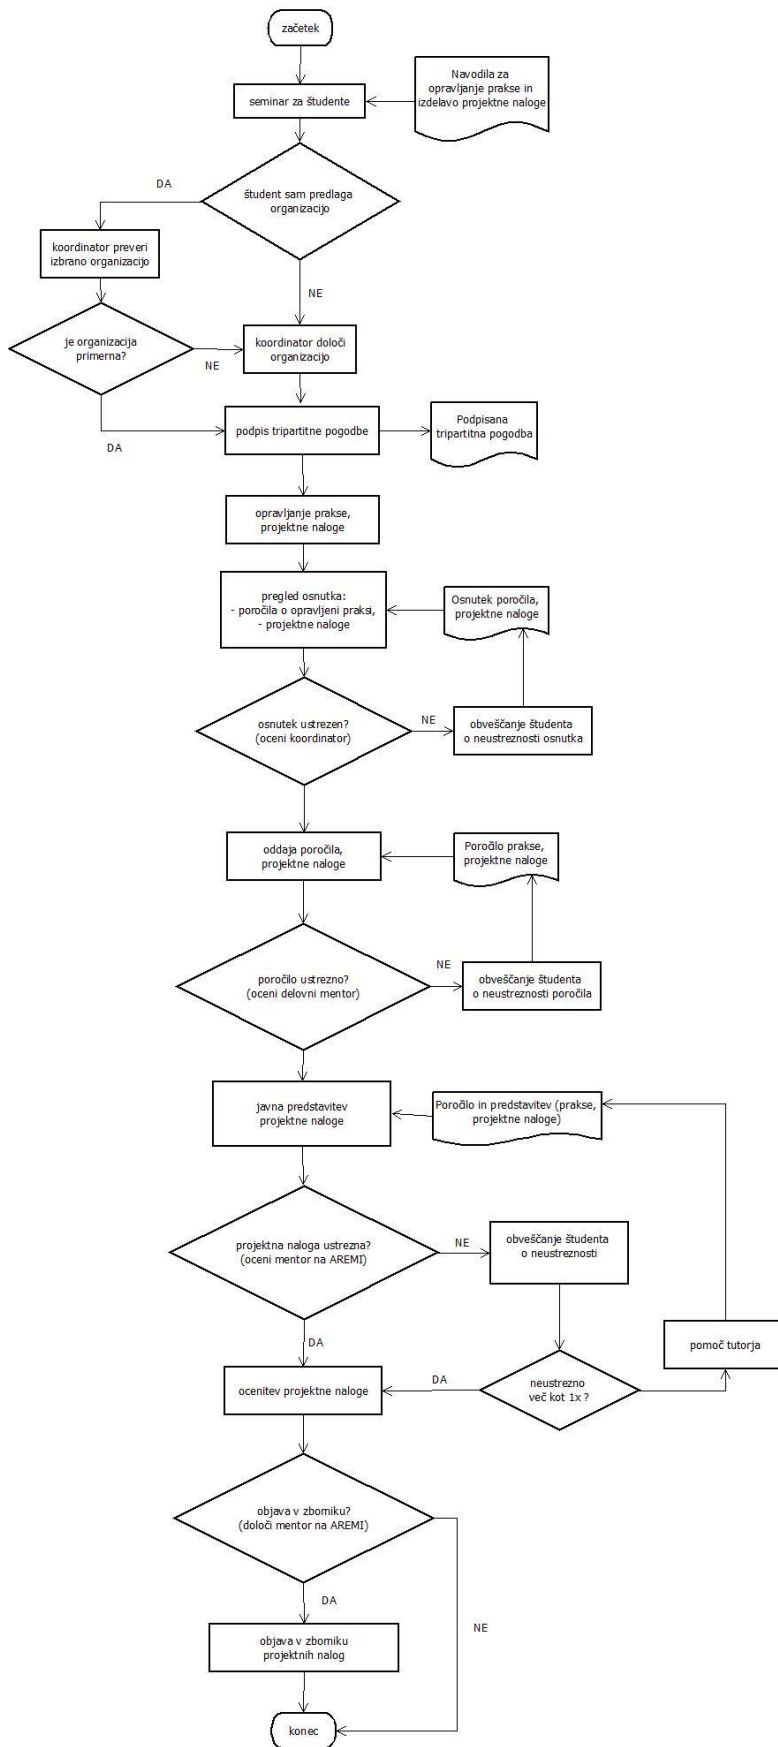 začetek
seminar za študente
Navodila za
opravljanje prakse in
izdelavo projektne naloge
DA
študent sam predlaga
organizacijo
koordinator preveri
izbrano organizacijo
NE
je organizacija
primerna?
NE
koordinator določi
organizacijo
DA
podpis tripartitne pogodbe
Podpisana
tripartitna pogodba
opravljanje prakse,
projektne naloge
pregled osnutka:
- poročila o opravljeni praksi,
- projektne naloge
Osnutek poročila,
projektne naloge
osnutek ustrezen?
(oceni koordinator)
NE
obveščanje študenta
o neustreznosti osnutka
oddaja poročila,
projektne naloge
Poročilo prakse,
projektne naloge
poročilo ustrezno?
(oceni delovni mentor)
NE
obveščanje študenta
o neustreznosti poročila
javna predstavitev
projektne naloge
Poročilo in predstavitev (prakse,
projektne naloge)
projektna naloga ustrezna?
(oceni mentor na AREMI)
NE
obveščanje študenta
o neustreznosti
DA
pomoč tutorja
ocenitev projektne naloge
DA
neustrezno
več kot 1x ?
objava v zborniku?
(določi mentor na AREMI)
DA
NE
objava v zborniku
projektnih nalog
konec